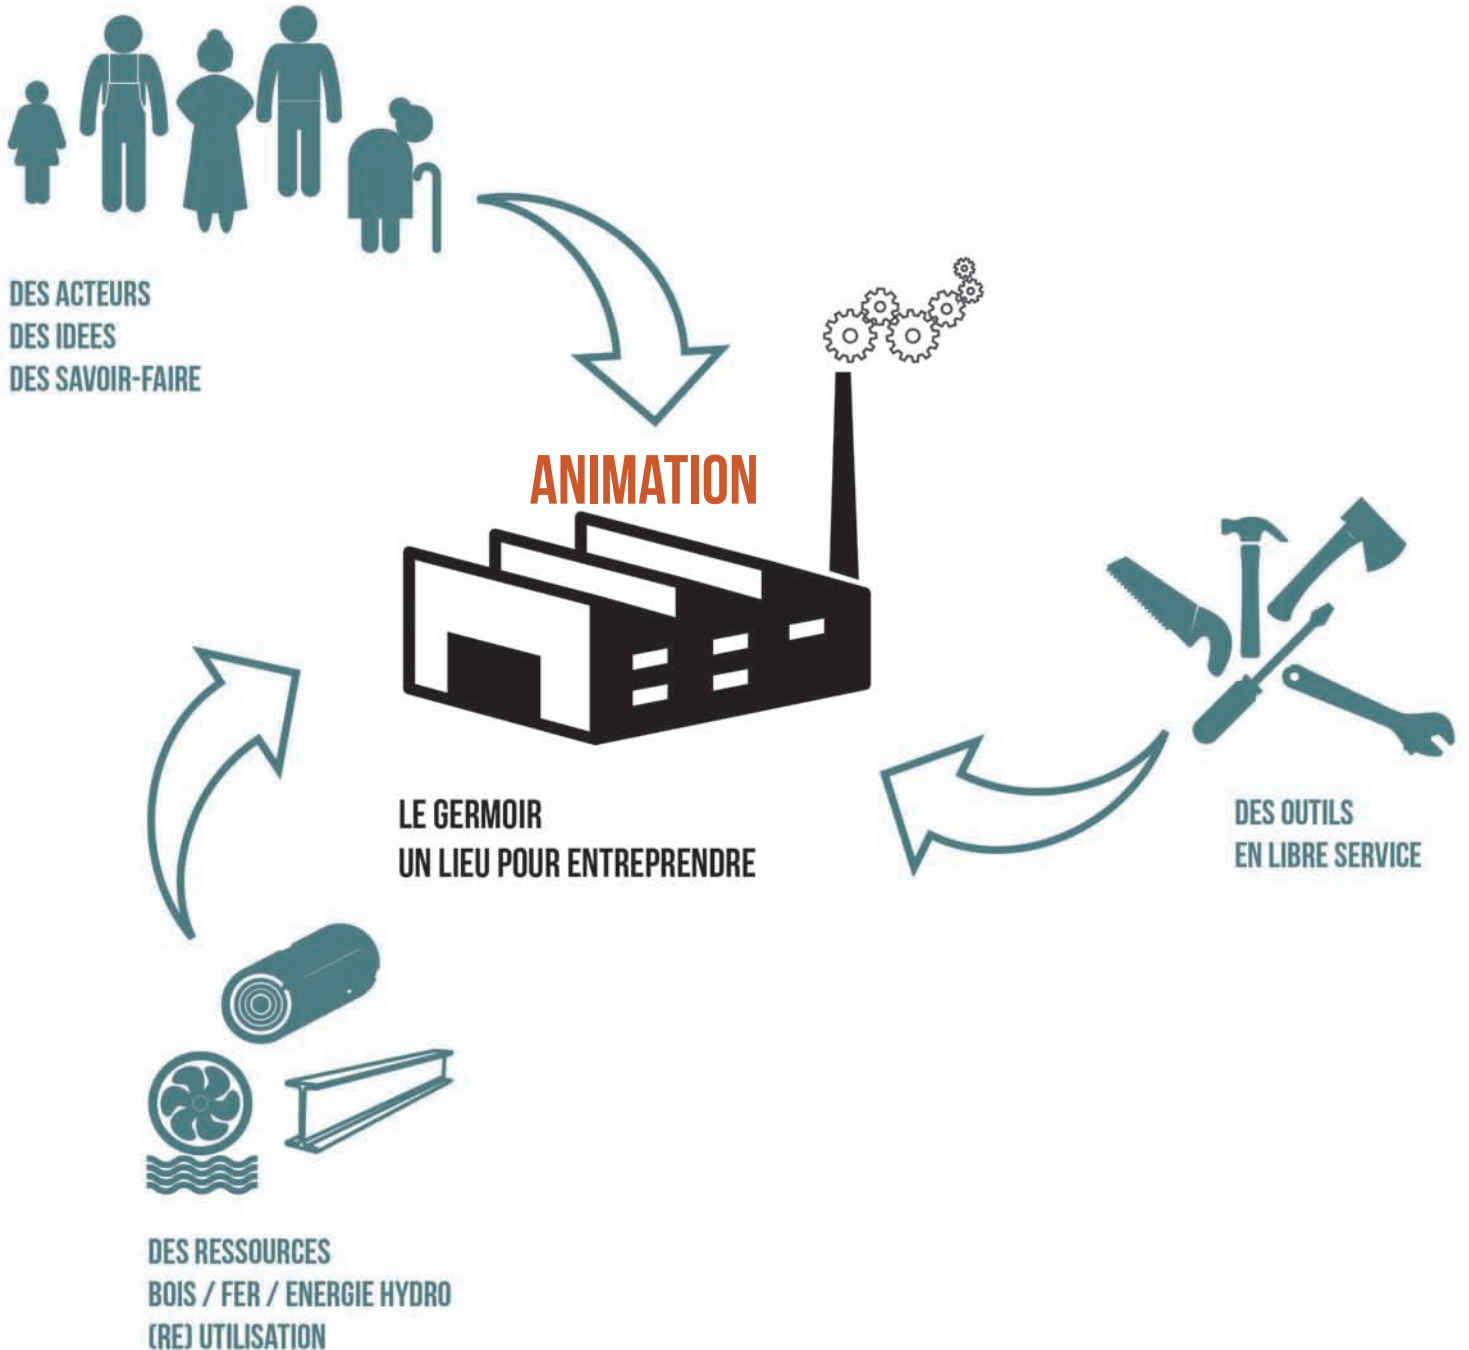 DES ACTEURS
DES IDEES
DES SAVOIR-FAIRE
ANIMATION
LE GERMOIR
UN LIEU POUR ENTREPRENDRE
DES OUTILS
EN LIBRE SERVICE
DES RESSOURCES
BOIS / FER / ENERGIE HYDRO
(RE) UTILISATION